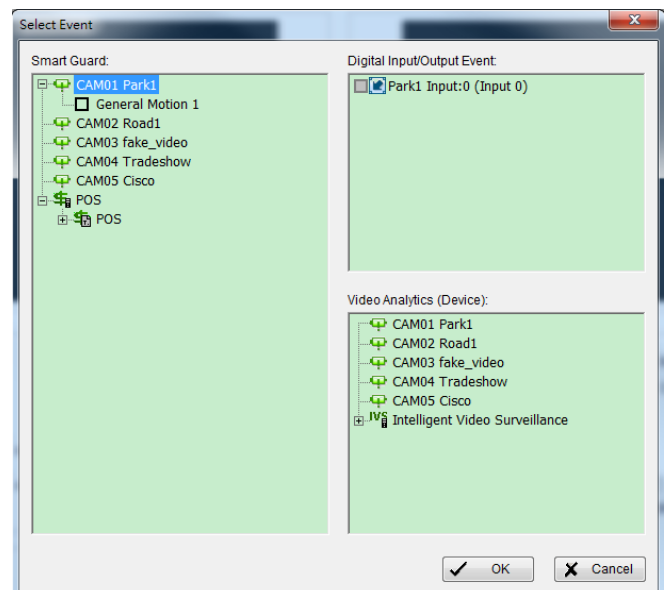 Select Event
Smart Guard:
CAM01 Park1
General Motion 1
CAM02 Road1
CAM03 fake_video
CAM04 Tradeshow
CAM05 Cisco
POS
POS
Digital Input/Output Event:
Park1 Input:0 (Input 0)
Video Analytics (Device):
CAM01 Park1
CAM02 Road1
CAM03 fake_video
CAM04 Tradeshow
CAM05 Cisco
IVS Intelligent Video Surveillance
OK
Cancel